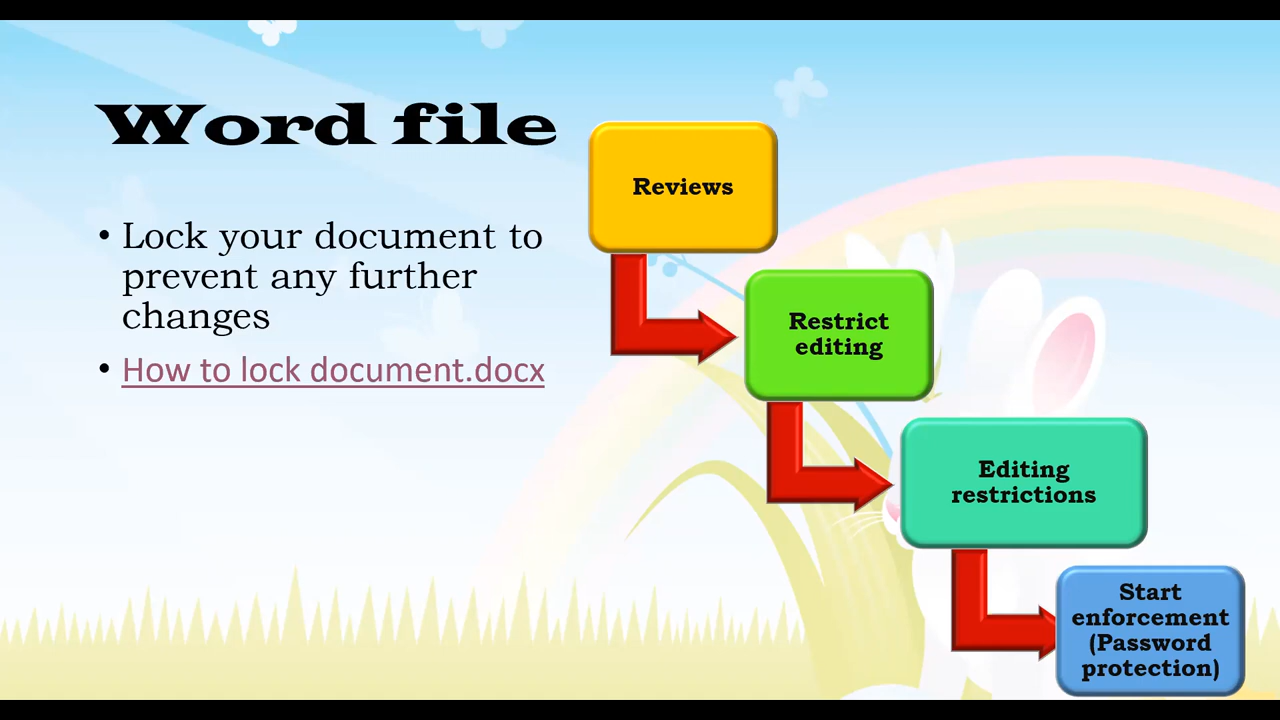 Word file
• Lock your document to
prevent any further
changes
• How to lock document.docx
Reviews
Restrict
editing
Editing
restrictions
Start
enforcement
(Password
protection)